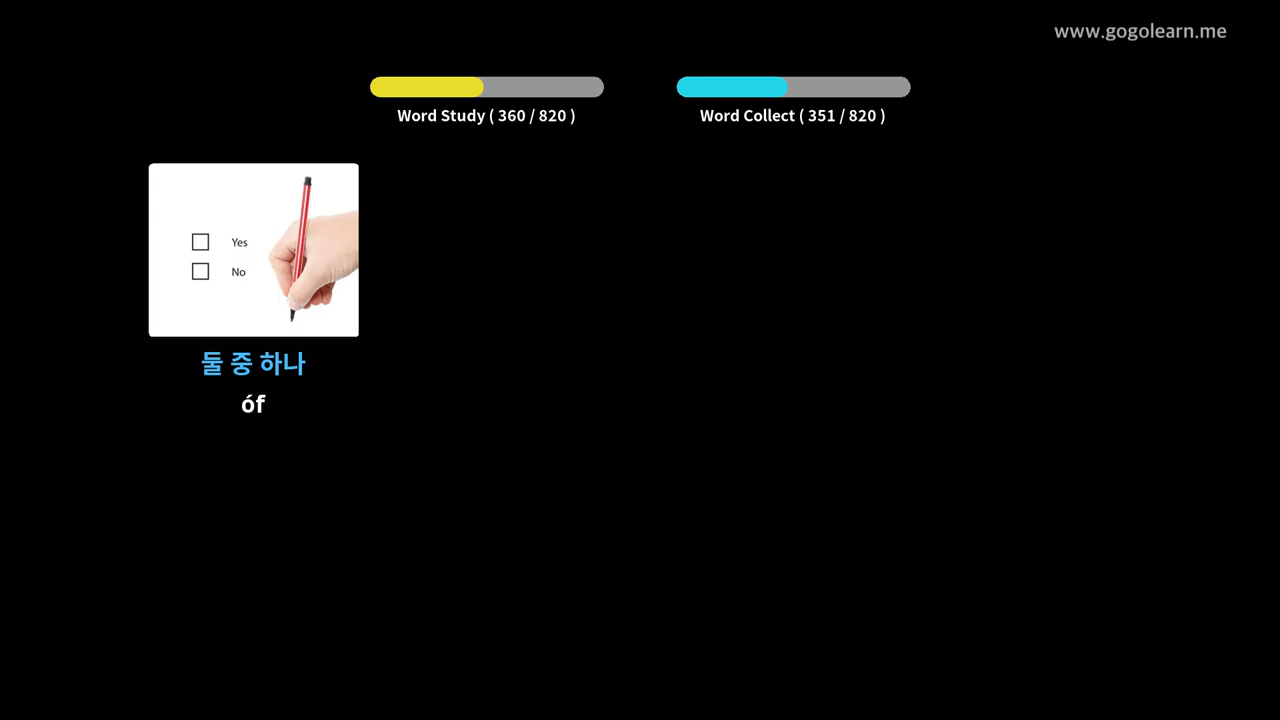 www.gogolearn.me
Word Study ( 360 / 820 )
Word Collect ( 351 / 820 )
Yes
No
둘 중 하나
óf